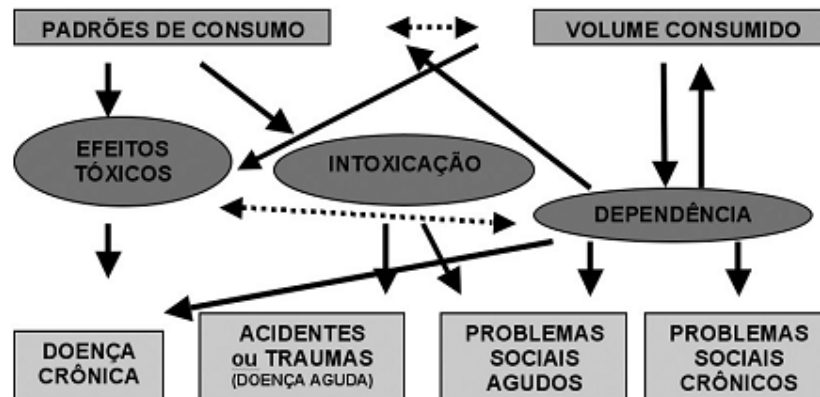 PADRÕES DE CONSUMO
VOLUME CONSUMIDO
EFEITOS
TÓXICOS
INTOXICAÇÃO
DEPENDÊNCIA
DOENÇA
CRÔNICA
ACIDENTES
ou TRAUMAS
(DOENÇA AGUDA)
PROBLEMAS
SOCIAIS
AGUDOS
PROBLEMAS
SOCIAIS
CRÔNICOS